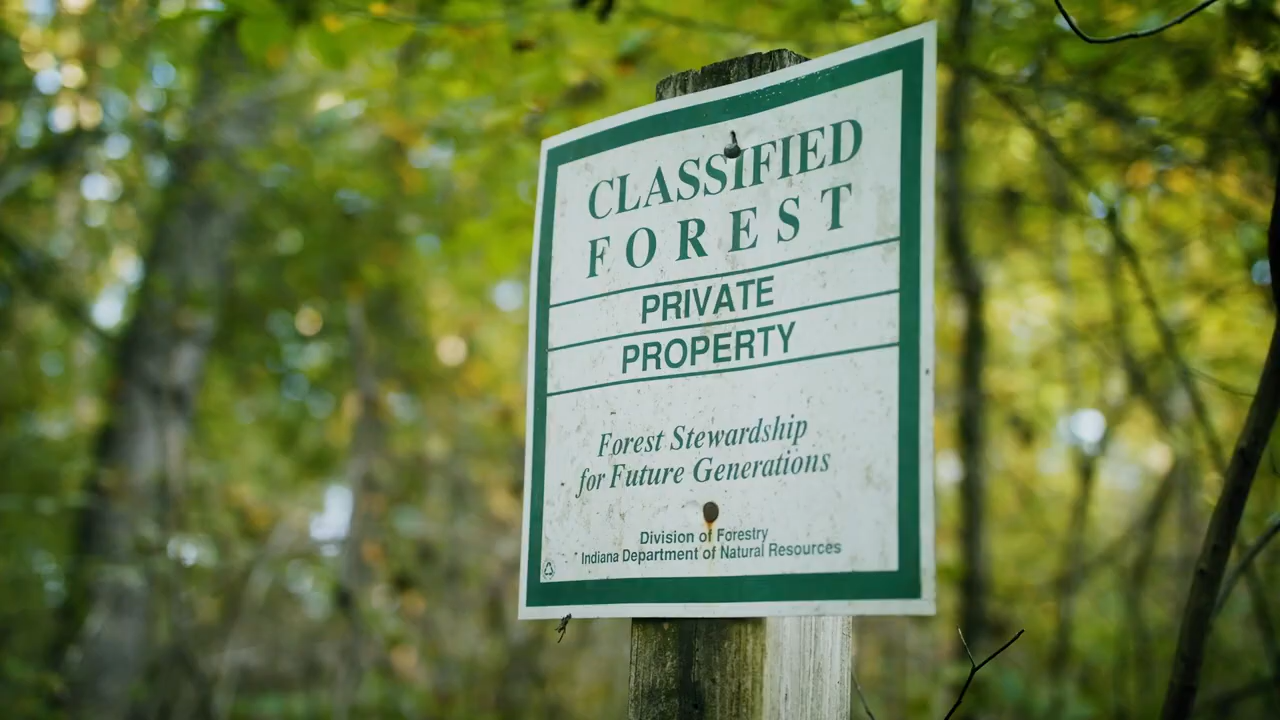 CLASSIFIED
FOREST
PRIVATE
PROPERTY
Forest Stewardship
for Future Generations
Division of Forestry
Indiana Department of Natural Resources